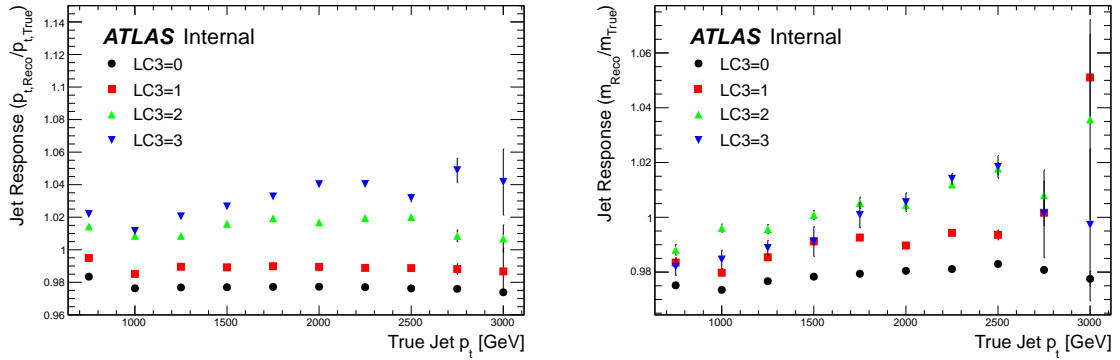 Jet Response (p_t,Reco/p_t,True)
ATLAS Internal
LC3=0
LC3=1
LC3=2
LC3=3
1.14
1.12
1.1
1.08
1.06
1.04
1.02
1
0.98
0.96
1000 1500 2000 2500 3000
True Jet p_t [GeV]
Jet Response (m_Reco/m_True)
ATLAS Internal
LC3=0
LC3=1
LC3=2
LC3=3
1.06
1.04
1.02
1
0.98
1000 1500 2000 2500 3000
True Jet p_t [GeV]